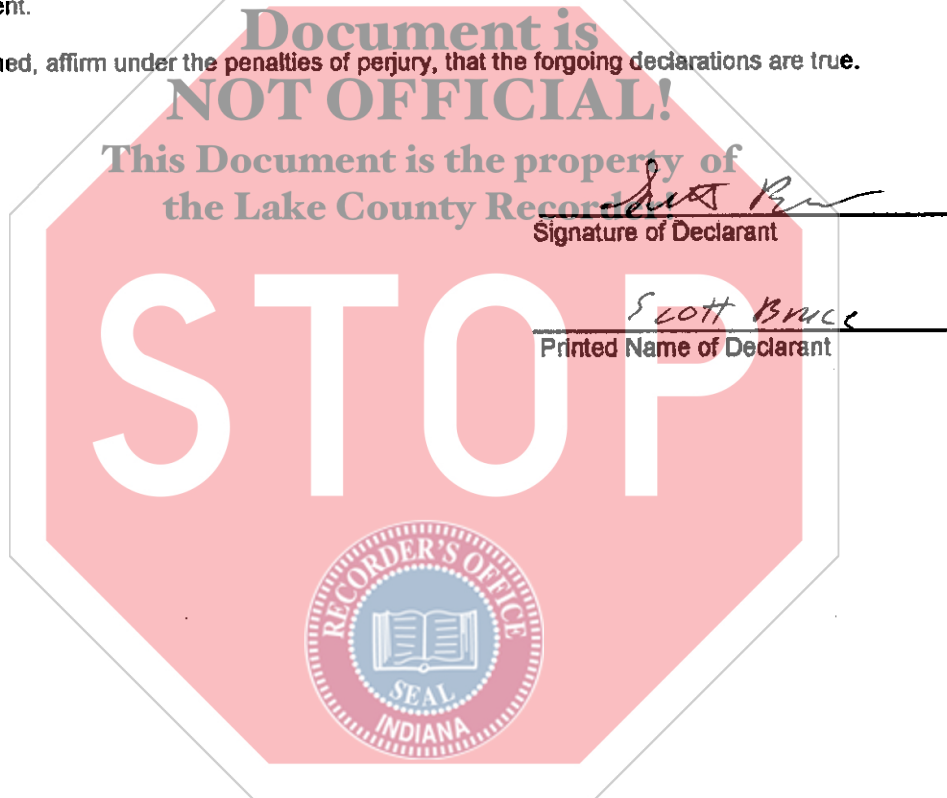 ent.
Document is
ned, affirm under the penalties of perjury, that the forgoing declarations are true.
NOT OFFICIAL!
This Document is the property of
the Lake County Recorder!
Signature of Declarant
Scott Bruce
Printed Name of Declarant
STOP
RECORDER'S OFFICE
SEAL
INDIANA